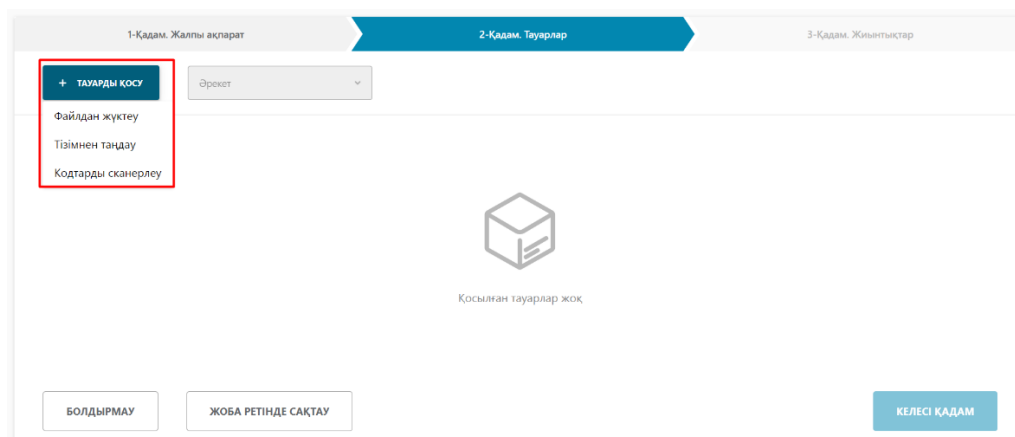 1-Қадам. Жалпы ақпарат
2-Қадам. Тауарлар
3-Қадам. Жиынтықтар
+ ТАУАРДЫ ҚОСУ
Әрекет
Файлдан жүктеу
Тізімнен таңдау
Кодтарды сканерлеу
Қосылған тауарлар жоқ
БОЛДЫРМАУ
ЖОБА РЕТІНДЕ САҚТАУ
КЕЛЕСІ ҚАДАМ